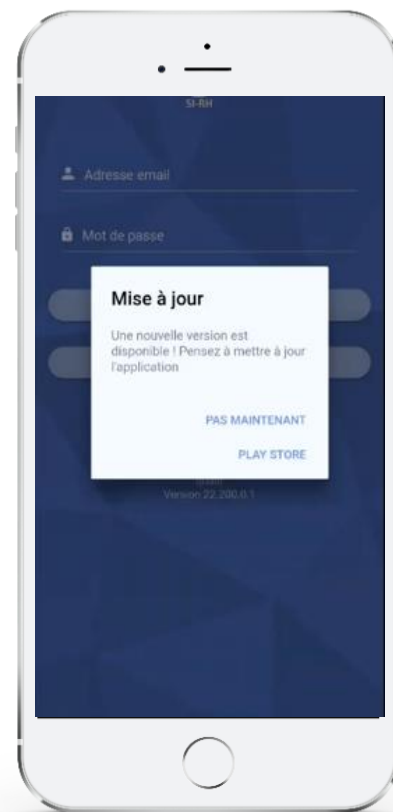 SI-RH
Adresse email
Mot de passe
Mise à jour
Une nouvelle version est
disponible ! Pensez à mettre à jour
l'application
PAS MAINTENANT
PLAY STORE
Version 22.200.0.1